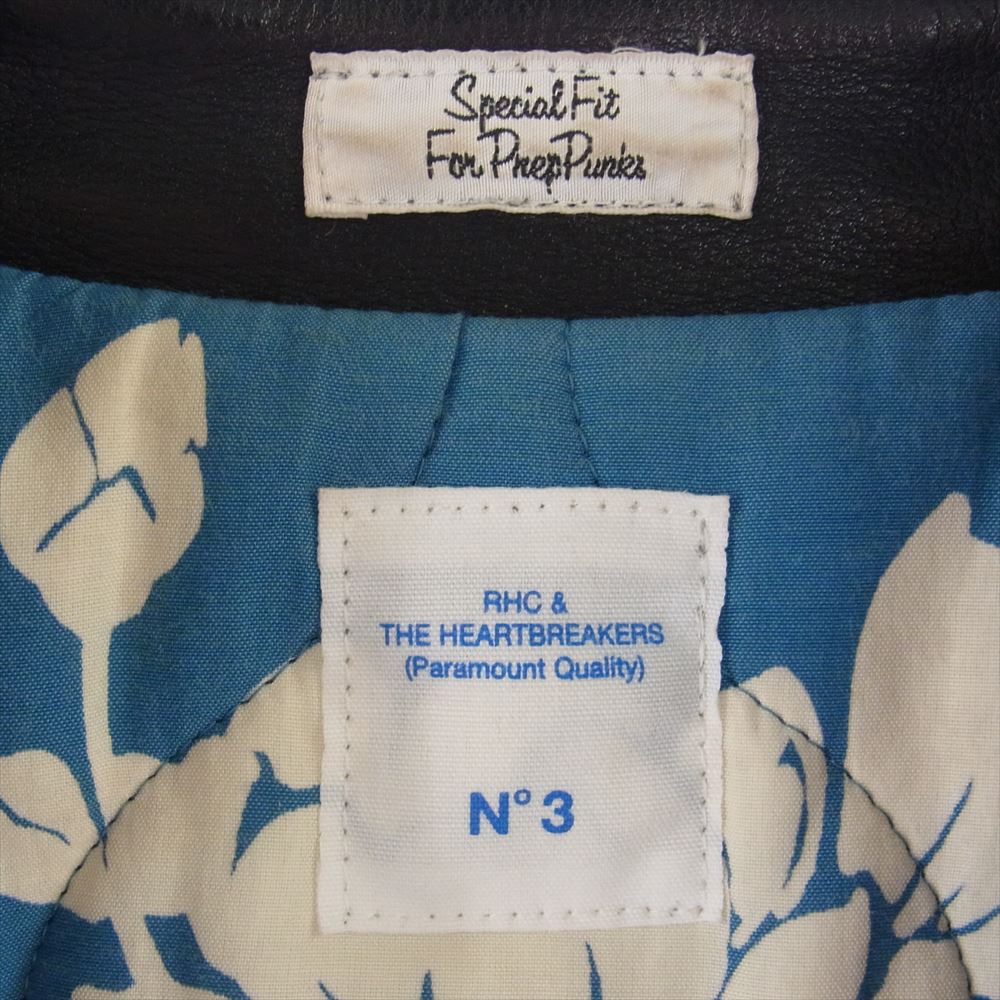 Special Fit
For PrepPunks
RHC &
THE HEARTBREAKERS
(Paramount Quality)
N° 3